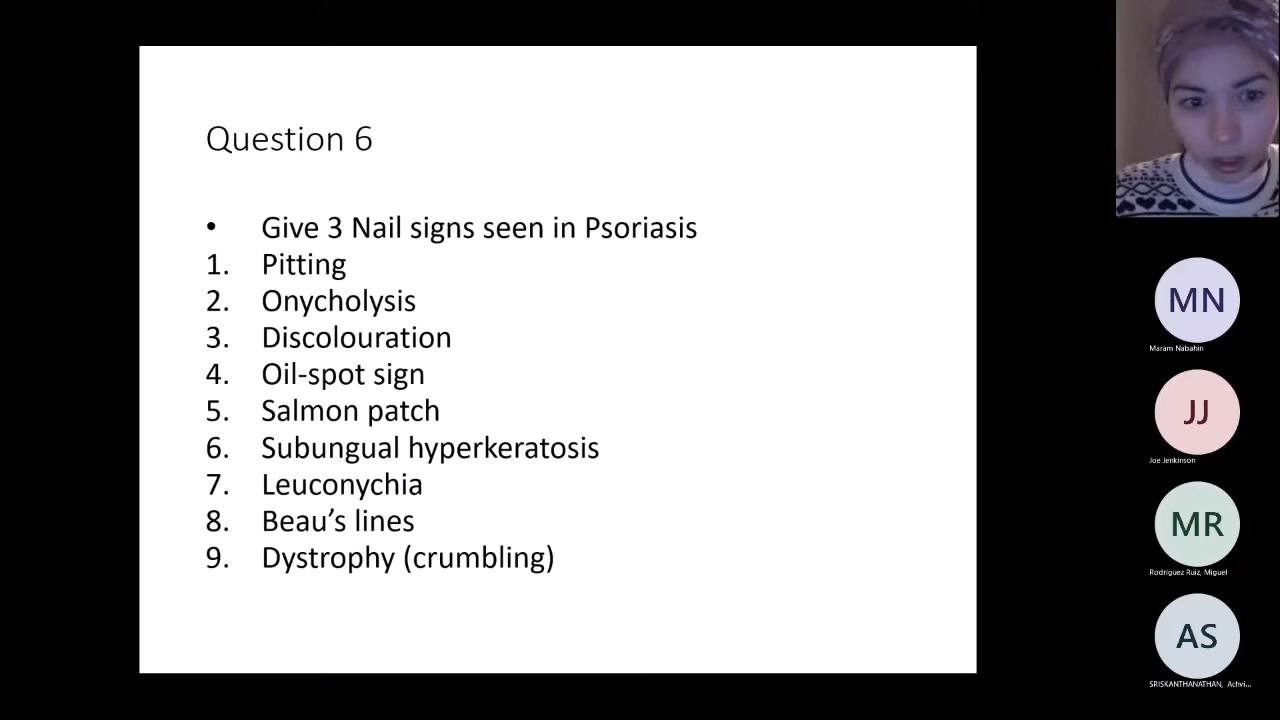 Question 6
• Give 3 Nail signs seen in Psoriasis
1. Pitting
2. Onycholysis
3. Discolouration
4. Oil-spot sign
5. Salmon patch
6. Subungual hyperkeratosis
7. Leuconychia
8. Beau’s lines
9. Dystrophy (crumbling)
MN
Maram Nabahin
JJ
Joe Jenkinson
MR
Rodriguez Ruiz, Miguel
AS
SRISKANTHANATHAN, Achvi...